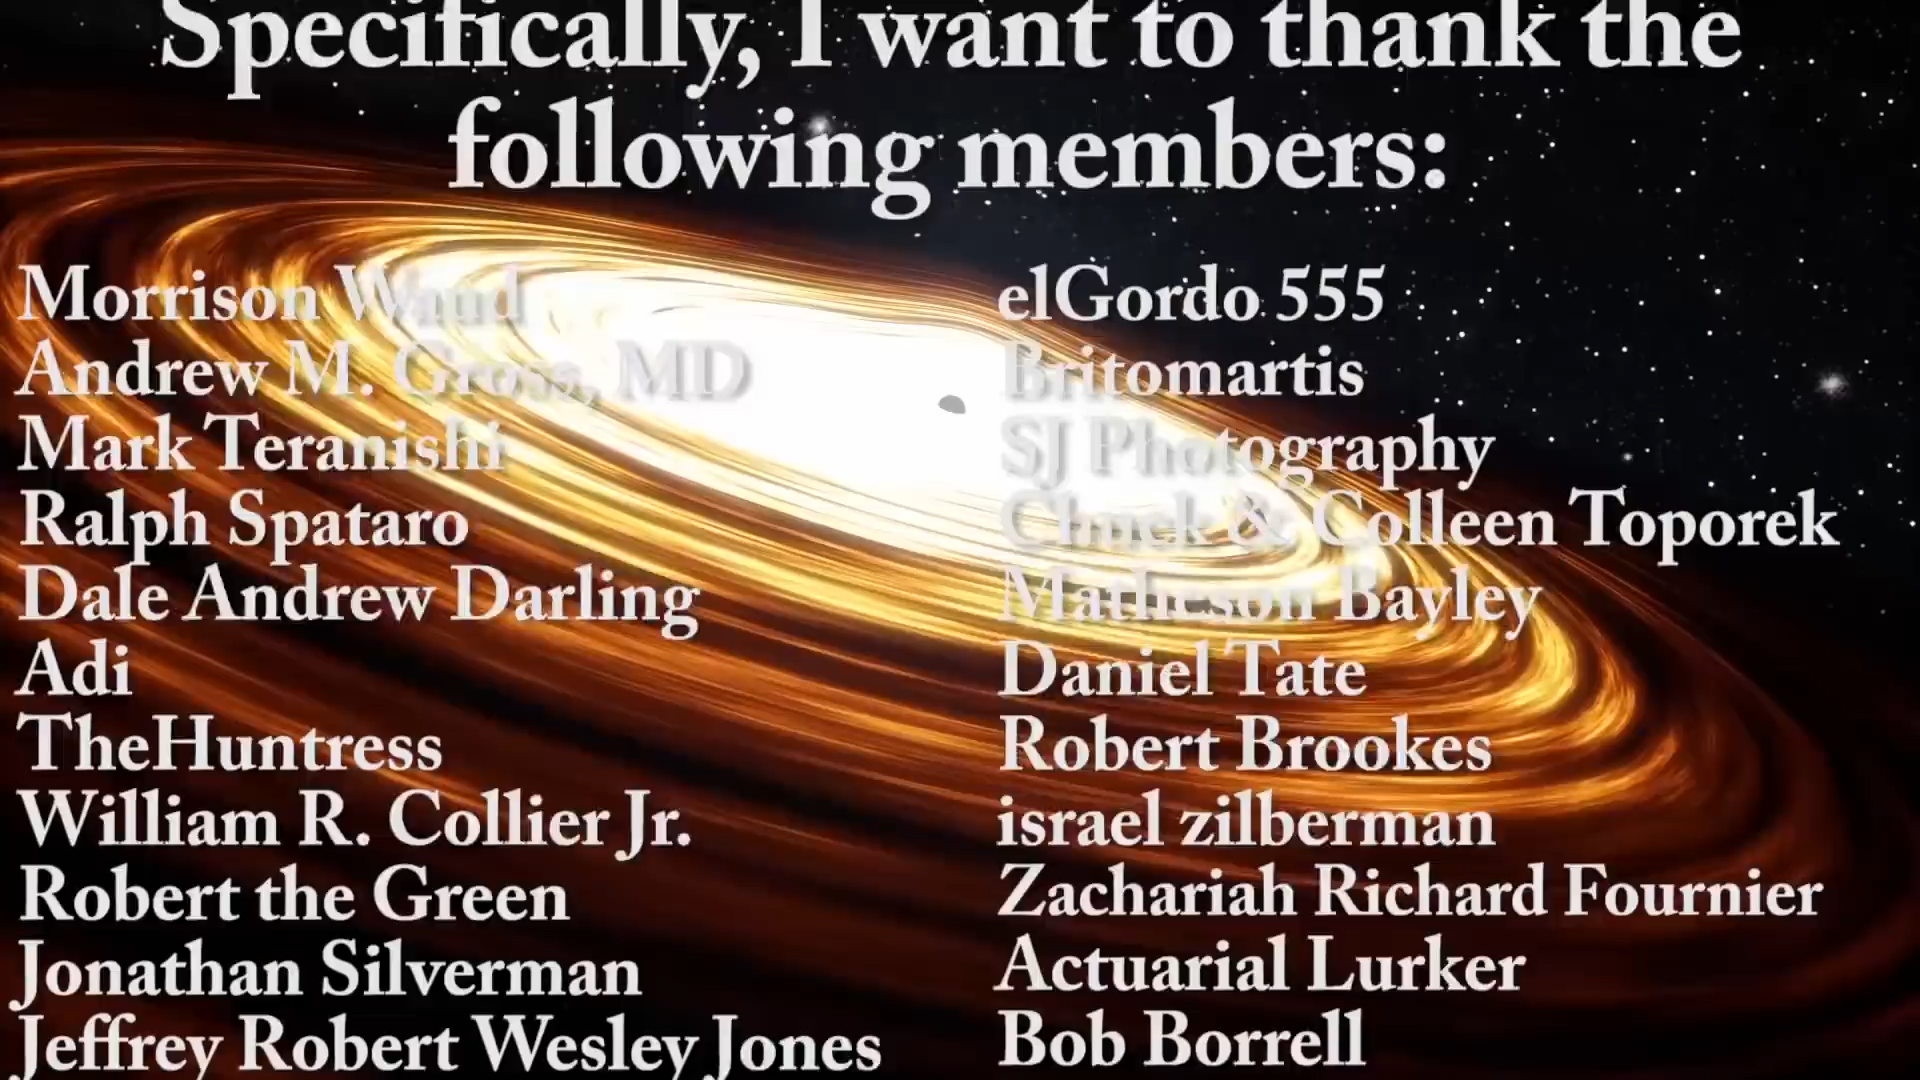 Specifically, I want to thank the
following members:
Morrison Waud
Andrew M. Gross, MD
Mark Teranishi
Ralph Spataro
Dale Andrew Darling
Adi
TheHuntress
William R. Collier Jr.
Robert the Green
Jonathan Silverman
Jeffrey Robert Wesley Jones
elGordo 555
Britomartis
SJ Photography
Chuck & Colleen Toporek
Matheson Bayley
Daniel Tate
Robert Brookes
israel zilberman
Zachariah Richard Fournier
Actuarial Lurker
Bob Borrell